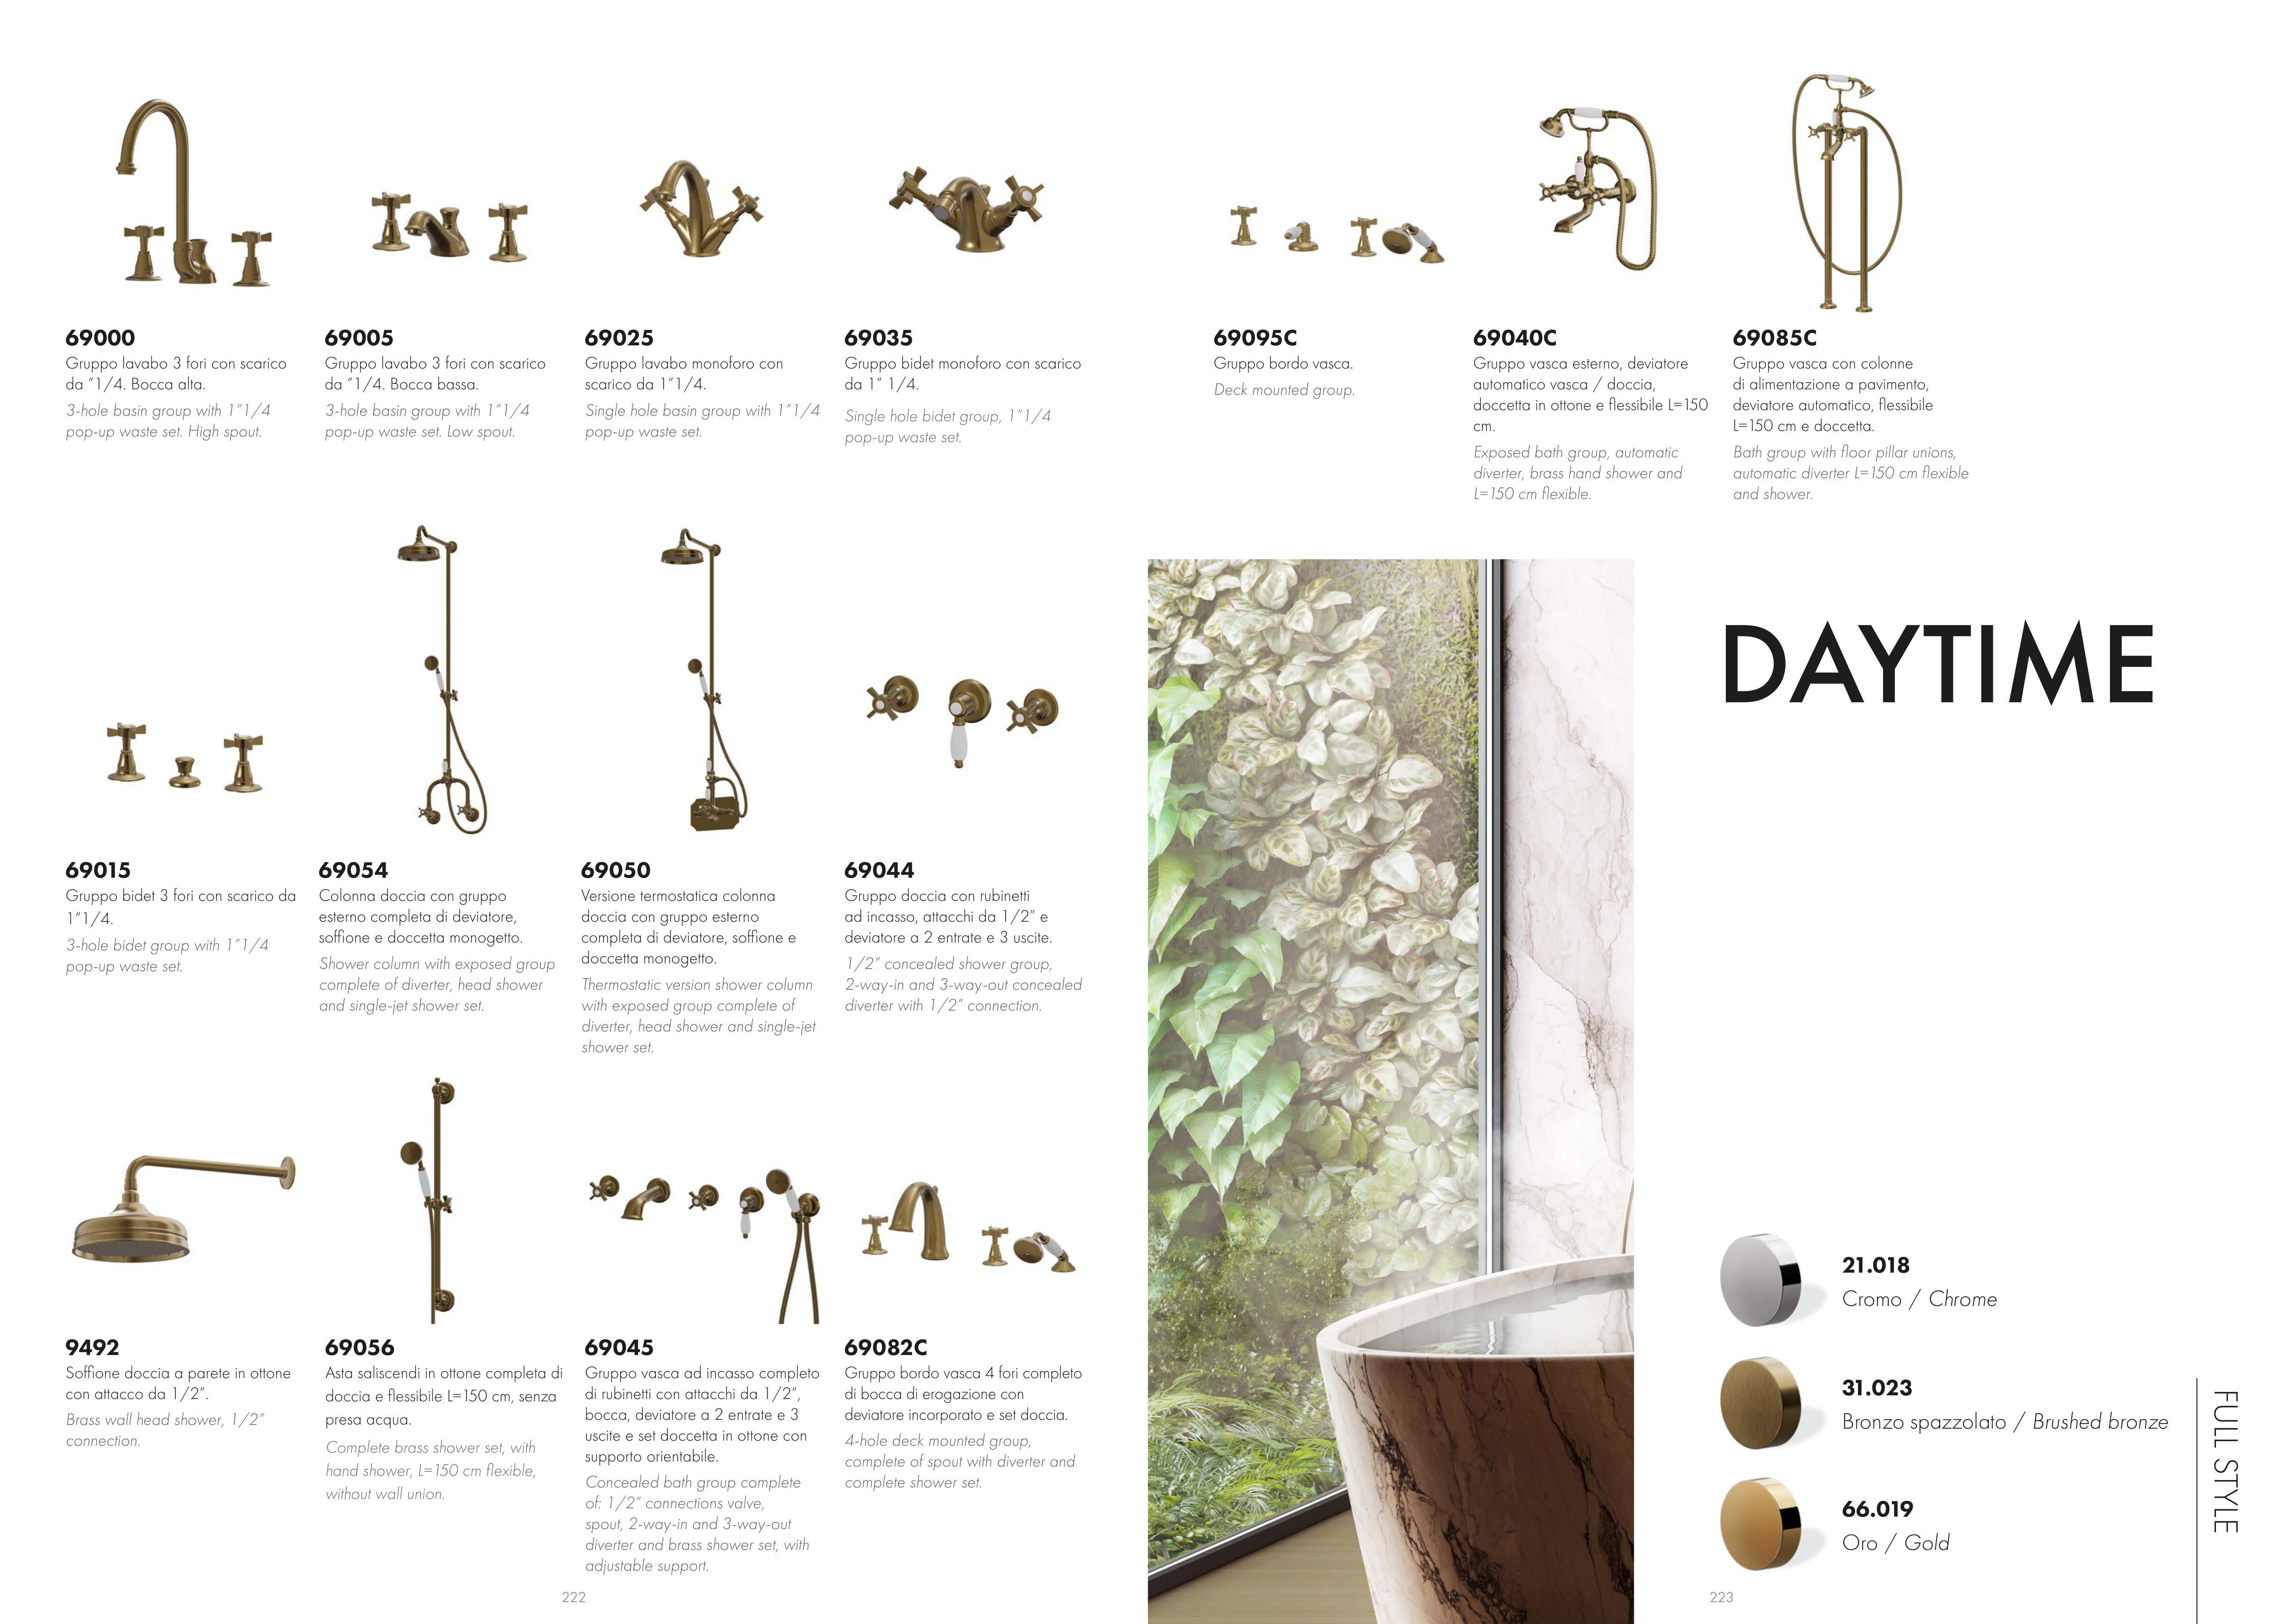 69000
Gruppo lavabo 3 fori con scarico
da ”1/4. Bocca alta.
3-hole basin group with 1”1/4
pop-up waste set. High spout.
69005
Gruppo lavabo 3 fori con scarico
da ”1/4. Bocca bassa.
3-hole basin group with 1”1/4
pop-up waste set. Low spout.
69025
Gruppo lavabo monoforo con
scarico da 1”1/4.
Single hole basin group with 1”1/4
pop-up waste set.
69035
Gruppo bidet monoforo con scarico
da 1” 1/4.
Single hole bidet group, 1”1/4
pop-up waste set.
69015
Gruppo bidet 3 fori con scarico da
1”1/4.
3-hole bidet group with 1”1/4
pop-up waste set.
69054
Colonna doccia con gruppo
esterno completa di deviatore,
soffione e doccetta monogetto.
Shower column with exposed group
complete of diverter, head shower
and single-jet shower set.
69050
Versione termostatica colonna
doccia con gruppo esterno
completa di deviatore, soffione e
doccetta monogetto.
Thermostatic version shower column
with exposed group complete of
diverter, head shower and single-jet
shower set.
69044
Gruppo doccia con rubinetti
ad incasso, attacchi da 1/2” e
deviatore a 2 entrate e 3 uscite.
1/2” concealed shower group,
2-way-in and 3-way-out concealed
diverter with 1/2” connection.
9492
Soffione doccia a parete in ottone
con attacco da 1/2”.
Brass wall head shower, 1/2”
connection.
69056
Asta saliscendi in ottone completa di
doccia e flessibile L=150 cm, senza
presa acqua.
Complete brass shower set, with
hand shower, L=150 cm flexible,
without wall union.
69045
Gruppo vasca ad incasso completo
di rubinetti con attacchi da 1/2”,
bocca, deviatore a 2 entrate e 3
uscite e set doccetta in ottone con
supporto orientabile.
Concealed bath group complete
of: 1/2” connections valve,
spout, 2-way-in and 3-way-out
diverter and brass shower set, with
adjustable support.
69082C
Gruppo bordo vasca 4 fori completo
di bocca di erogazione con
deviatore incorporato e set doccia.
4-hole deck mounted group,
complete of spout with diverter and
complete shower set.
222
69095C
Gruppo bordo vasca.
Deck mounted group.
69040C
Gruppo vasca esterno, deviatore
automatico vasca / doccia,
doccetta in ottone e flessibile L=150
cm.
Exposed bath group, automatic
diverter, brass hand shower and
L=150 cm flexible.
69085C
Gruppo vasca con colonne
di alimentazione a pavimento,
deviatore automatico, flessibile
L=150 cm e doccetta.
Bath group with floor pillar unions,
automatic diverter L=150 cm flexible
and shower.
DAYTIME
21.018
Cromo / Chrome
31.023
Bronzo spazzolato / Brushed bronze
66.019
Oro / Gold
FULL STYLE
223